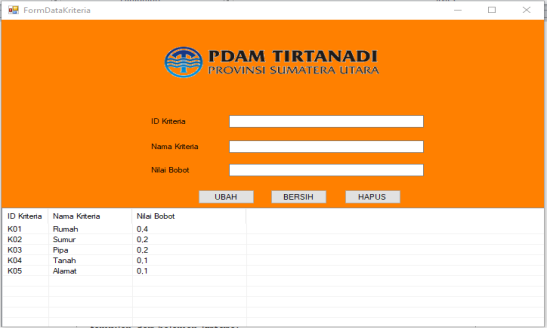 FormDataKriteria
PDAM TIRTANADI
PROVINSI SUMATERA UTARA
ID Kriteria
Nama Kriteria
Nilai Bobot
UBAH BERSIH HAPUS
ID Kriteria Nama Kriteria Nilai Bobot
K01 Rumah 0,4
K02 Sumur 0,2
K03 Pipa 0,2
K04 Tanah 0,1
K05 Alamat 0,1